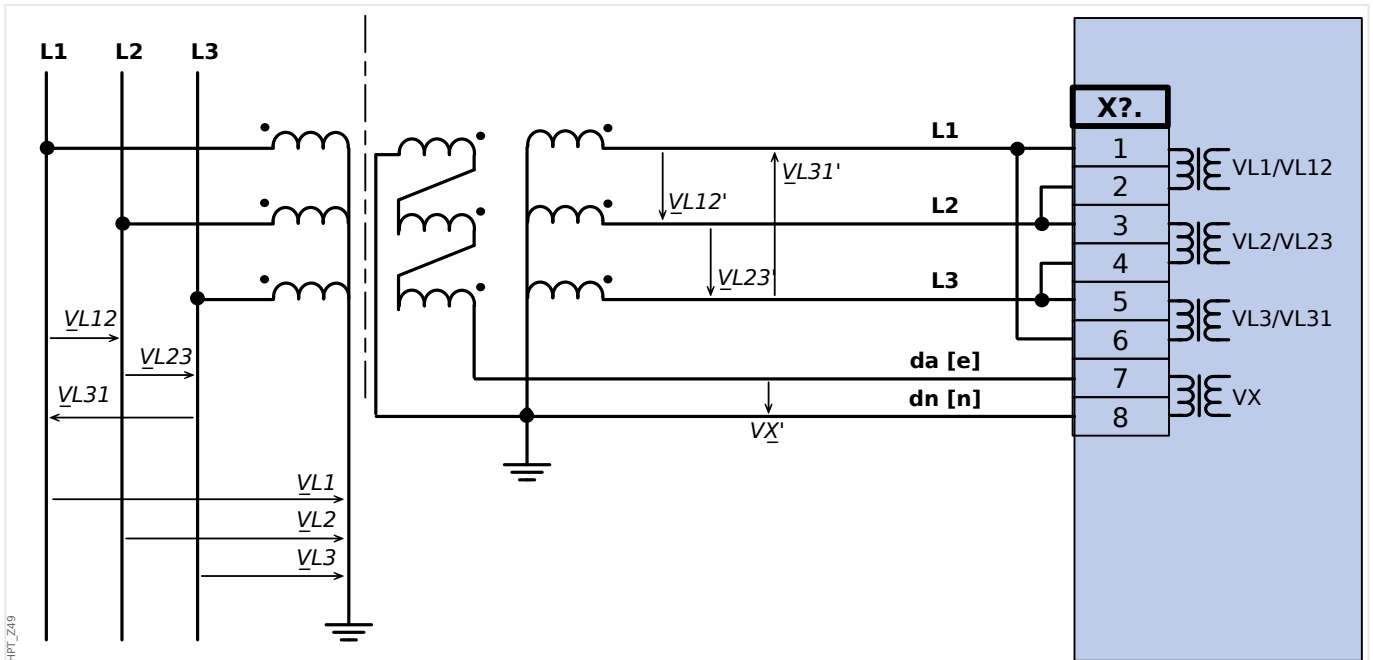 L1 L2 L3
X?.
L1
1
VL1/VL12
VL31'
2
VL12'
L2
3
VL2/VL23
4
VL23'
L3
5
VL3/VL31
VL12
6
VL23
da [e]
7
VL31
dn [n]
VX
8
VX'
VL1
VL2
VL3
HPT_Z49